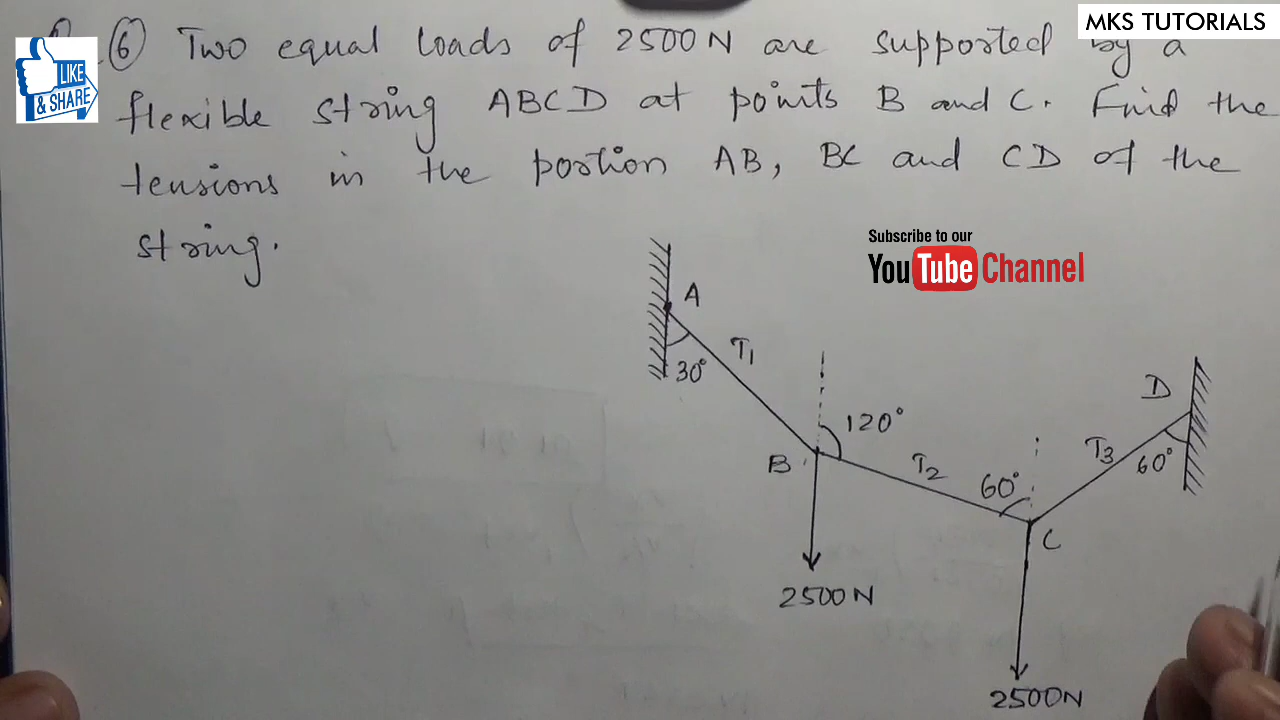 MKS TUTORIALS
LIKE
& SHARE
6 Two equal loads of 2500 N are supported by a
flexible string ABCD at points B and C. Find the
tensions in the portion AB, BC and CD of the
string.
Subscribe to our
YouTube Channel
A
T1
30°
D
120°
B
T2
T3
60°
60°
C
2500N
2500N